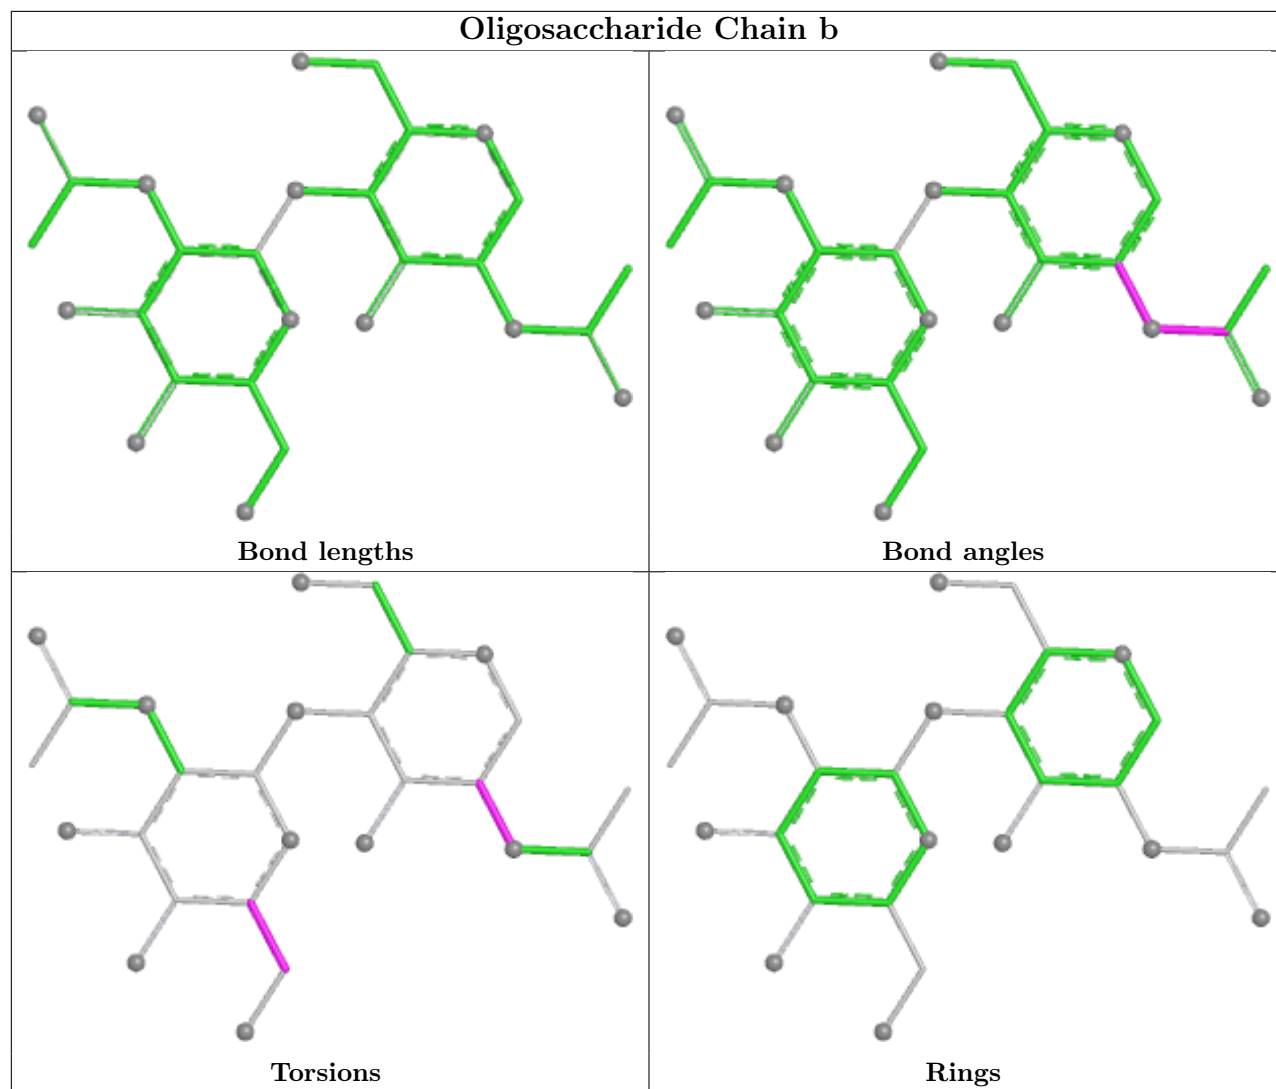 Oligosaccharide Chain b
Bond lengths
Bond angles
Torsions
Rings